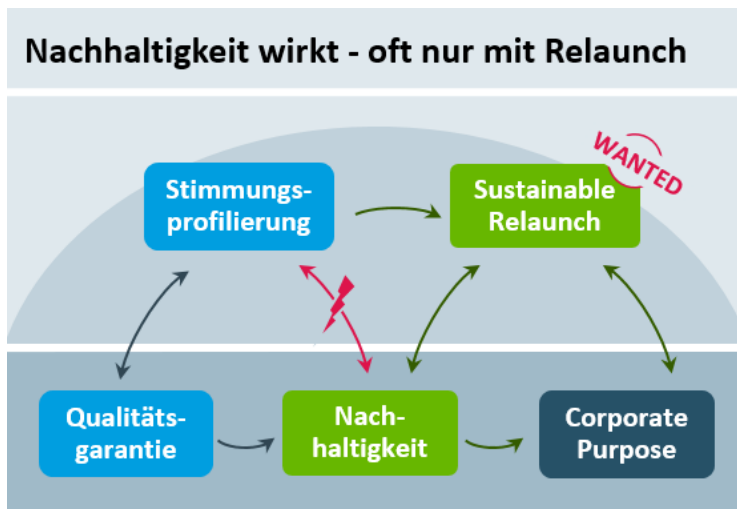 Nachhaltigkeit wirkt - oft nur mit Relaunch
WANTED
Stimmungs-
profilierung
Sustainable
Relaunch
Qualitäts-
garantie
Nach-
haltigkeit
Corporate
Purpose